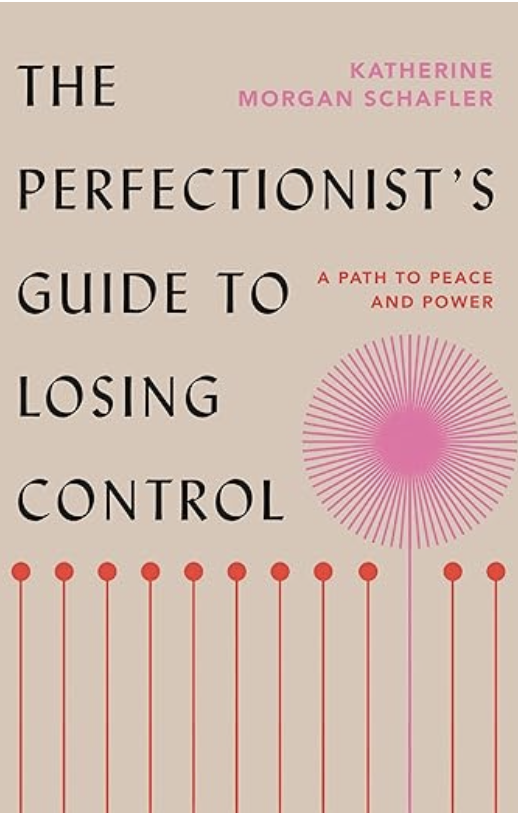 THE
KATHERINE
MORGAN SCHAFLER
PERFECTIONIST'S
GUIDE TO
A PATH TO PEACE
AND POWER
LOSING
CONTROL